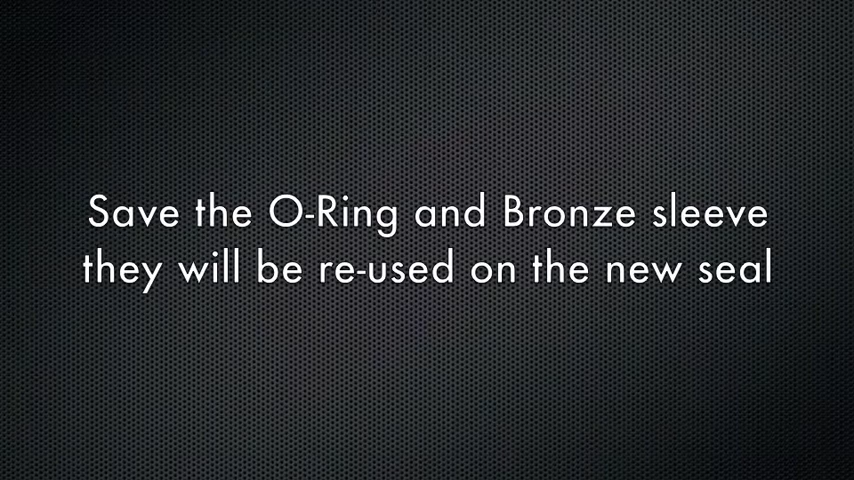 Save the O-Ring and Bronze sleeve
they will be re-used on the new seal